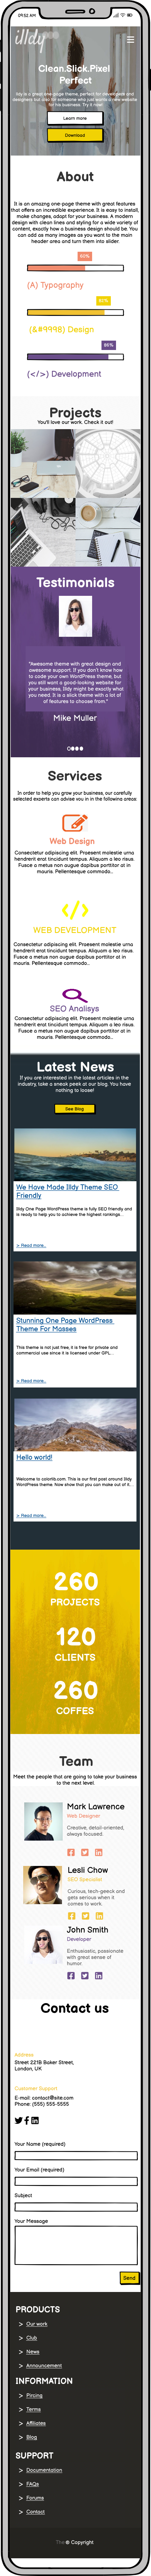 09:52 AM
illdy
Clean.Slick.Pixel
Perfect
Illdy is a great one-page theme, perfect for developers and
designers but also for someone who just wants a new website
for his business. Try it now!
Learn more
Download
About
It is an amazing one-page theme with great features
that offers an incredible experience. It is easy to install,
make changes, adapt for your business. A modern
design with clean lines and styling for a wide variety of
content, exactly how a business design should be. You
can add as many images as you want to the main
header area and turn them into slider.
60%
(A) Typography
80%
(&#9998) Design
86%
(</>) Development
Projects
You'll love our work. Check it out!
Testimonials
"Awesome theme with great design and
awesome support. If you don't know how
to code your own WordPress theme, but
you still want a good-looking website for
your business, Illdy might be exactly what
you need. It is a slick theme with a lot of
features to choose from."
Mike Muller
Services
In order to help you grow your business, our carefully
selected experts can advise you in in the following areas:
Web Design
Consectetur adipiscing elit. Praesent molestie urna
hendrerit erat tincidunt tempus. Aliquam a leo risus.
Fusce a metus non augue dapibus porttitor at in
mauris. Pellentesque commodo...
</>
WEB DEVELOPMENT
Consectetur adipiscing elit. Praesent molestie urna
hendrerit erat tincidunt tempus. Aliquam a leo risus.
Fusce a metus non augue dapibus porttitor at in
mauris. Pellentesque commodo...
SEO Analisys
Consectetur adipiscing elit. Praesent molestie urna
hendrerit erat tincidunt tempus. Aliquam a leo risus.
Fusce a metus non augue dapibus porttitor at in
mauris. Pellentesque commodo...
Latest News
If you are interested in the latest articles in the
industry, take a sneak peek at our blog. You have
nothing to loose!
See Blog
We Have Made Illdy Theme SEO
Friendly
Illdy One Page WordPress theme is fully SEO friendly and
is ready to help you to achieve the highest rankings...
> Read more...
Stunning One Page WordPress
Theme For Masses
This theme is not just free, it is free for private and
commercial use since it is licensed under GPL...
> Read more...
Hello world!
Welcome to colorlib.com: This is our first post around Illdy
WordPress theme. Now show that you can make out of it...
> Read more...
260
PROJECTS
120
CLIENTS
260
COFFES
Team
Meet the people that are going to take your business
to the next level.
Mark Lawrence
Web Designer
Creative, detail-oriented,
always focused.
Lesli Chow
SEO Specialist
Curious, tech-geeck and
gets serious when it
comes to work.
John Smith
Developer
Enthusiastic, passionate
with great sense of
humor.
Contact us
Address
Street 221B Baker Street,
London, UK
Customer Support
E-mail: contact@site.com
Phone: (555) 555-5555
Your Name (required)
Your Email (required)
Subject
Your Message
Send
PRODUCTS
> Our work
> Club
> News
> Announcement
INFORMATION
> Pricing
> Terms
> Affiliates
> Blog
SUPPORT
> Documentation
> FAQs
> Forums
> Contact
© Copyright